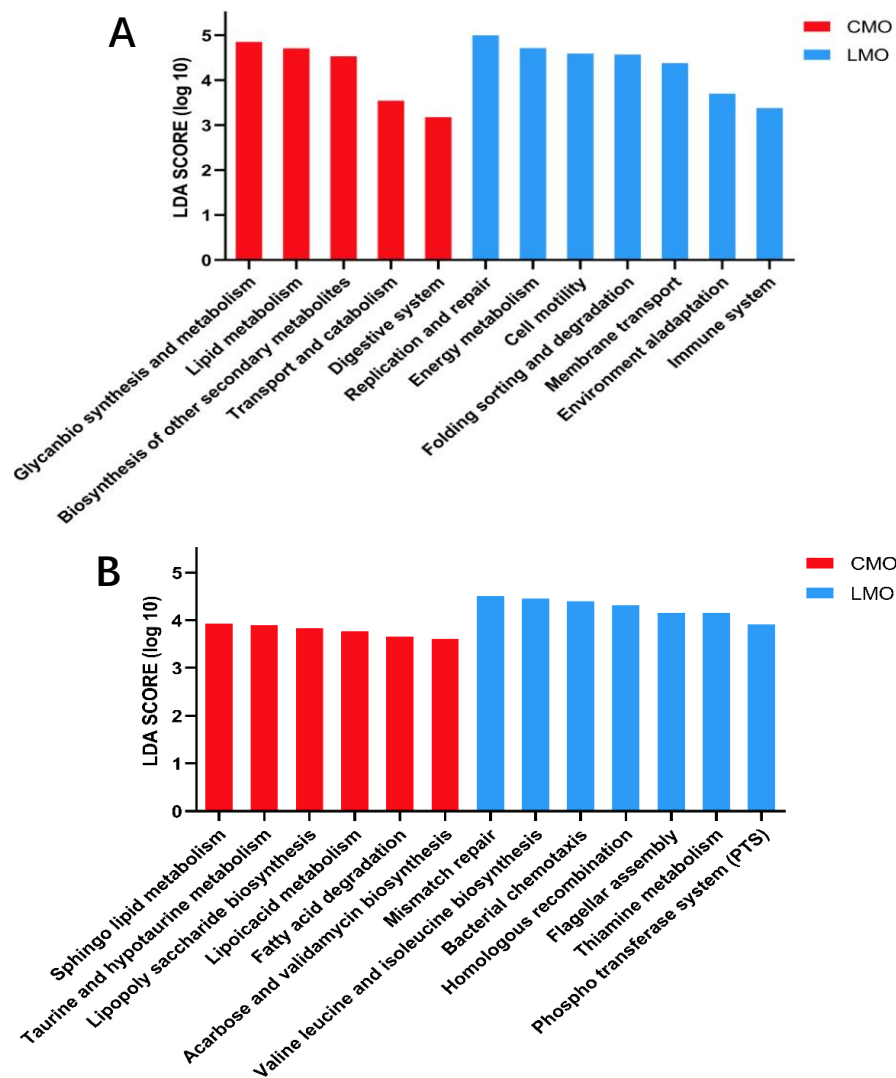 A
CMO
LMO
LDA SCORE (log 10)
5
4
3
2
1
0
Glycanbio synthesis and metabolism
Lipid metabolism
Biosynthesis of other secondary metabolites
Transport and catabolism
Digestive system
Replication and repair
Energy metabolism
Cell motility
Folding sorting and degradation
Membrane transport
Environment aladaptation
Immune system
B
CMO
LMO
LDA SCORE (log 10)
5
4
3
2
1
0
Sphingo lipid metabolism
Taurine and hypotaurine metabolism
Lipopoly saccharide biosynthesis
Lipoicacid metabolism
Fatty acid degradation
Acarbose and validamycin biosynthesis
Mismatch repair
Valine leucine and isoleucine biosynthesis
Bacterial chemotaxis
Homologous recombination
Flagellar assembly
Thiamine metabolism
Phospho transferase system (PTS)